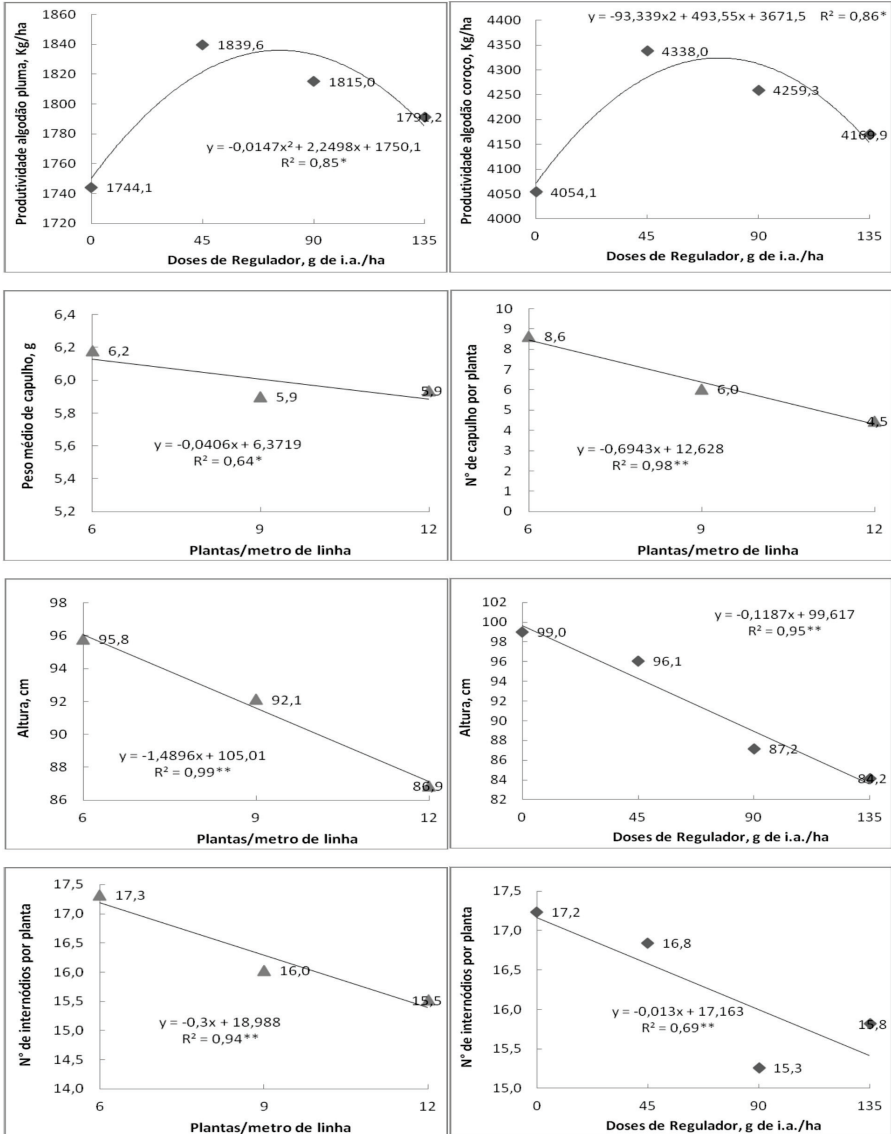 Produtividade algodão pluma, Kg/ha
1860
1840
1820
1800
1780
1760
1740
1720
1839,6
1815,0
1791,2
1744,1
y = -0,0147x² + 2,2498x + 1750,1
R² = 0,85*
0 45 90 135
Doses de Regulador, g de i.a./ha
Produtividade algodão coroço, Kg/ha
y = -93,339x2 + 493,55x + 3671,5 R² = 0,86*
4400
4350
4300
4250
4200
4150
4100
4050
4000
4338,0
4259,3
4169,9
4054,1
0 45 90 135
Doses de Regulador, g de i.a./ha
Peso médio de capulho, g
6,4
6,2
6,0
5,8
5,6
5,4
5,2
6,2
5,9
5,9
y = -0,0406x + 6,3719
R² = 0,64*
6 9 12
Plantas/metro de linha
N° de capulho por planta
10
9
8
7
6
5
4
3
2
1
0
8,6
6,0
4,5
y = -0,6943x + 12,628
R² = 0,98**
6 9 12
Plantas/metro de linha
Altura, cm
98
96
94
92
90
88
86
95,8
92,1
86,9
y = -1,4896x + 105,01
R² = 0,99**
6 9 12
Plantas/metro de linha
Altura, cm
102
100
98
96
94
92
90
88
86
84
82
y = -0,1187x + 99,617
R² = 0,95**
99,0
96,1
87,2
84,2
0 45 90 135
Doses de Regulador, g de i.a./ha
N° de internódios por planta
17,5
17,0
16,5
16,0
15,5
15,0
14,5
14,0
17,3
16,0
15,5
y = -0,3x + 18,988
R² = 0,94**
6 9 12
Plantas/metro de linha
N° de internódios por planta
17,5
17,0
16,5
16,0
15,5
15,0
17,2
16,8
15,8
15,3
y = -0,013x + 17,163
R² = 0,69**
0 45 90 135
Doses de Regulador, g de i.a./ha